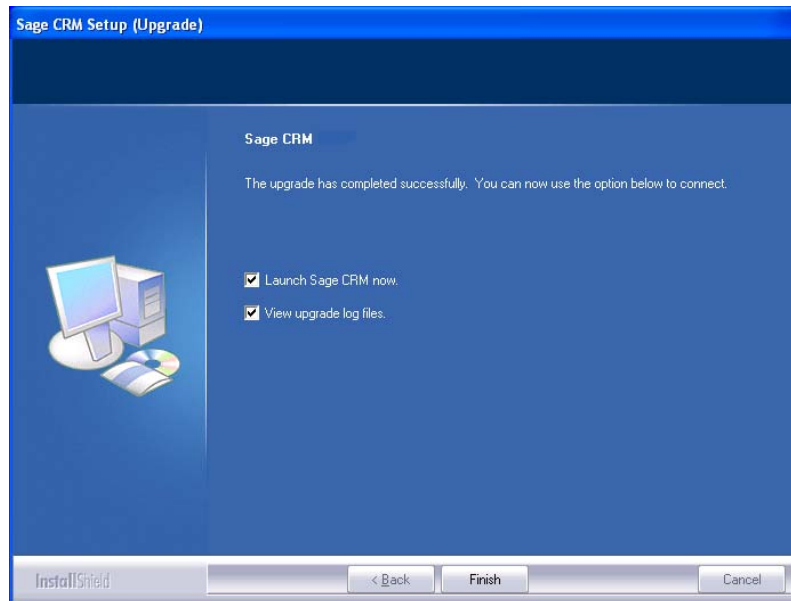 Sage CRM Setup (Upgrade)
Sage CRM
The upgrade has completed successfully. You can now use the option below to connect.
Launch Sage CRM now.
View upgrade log files.
InstallShield
< Back
Finish
Cancel